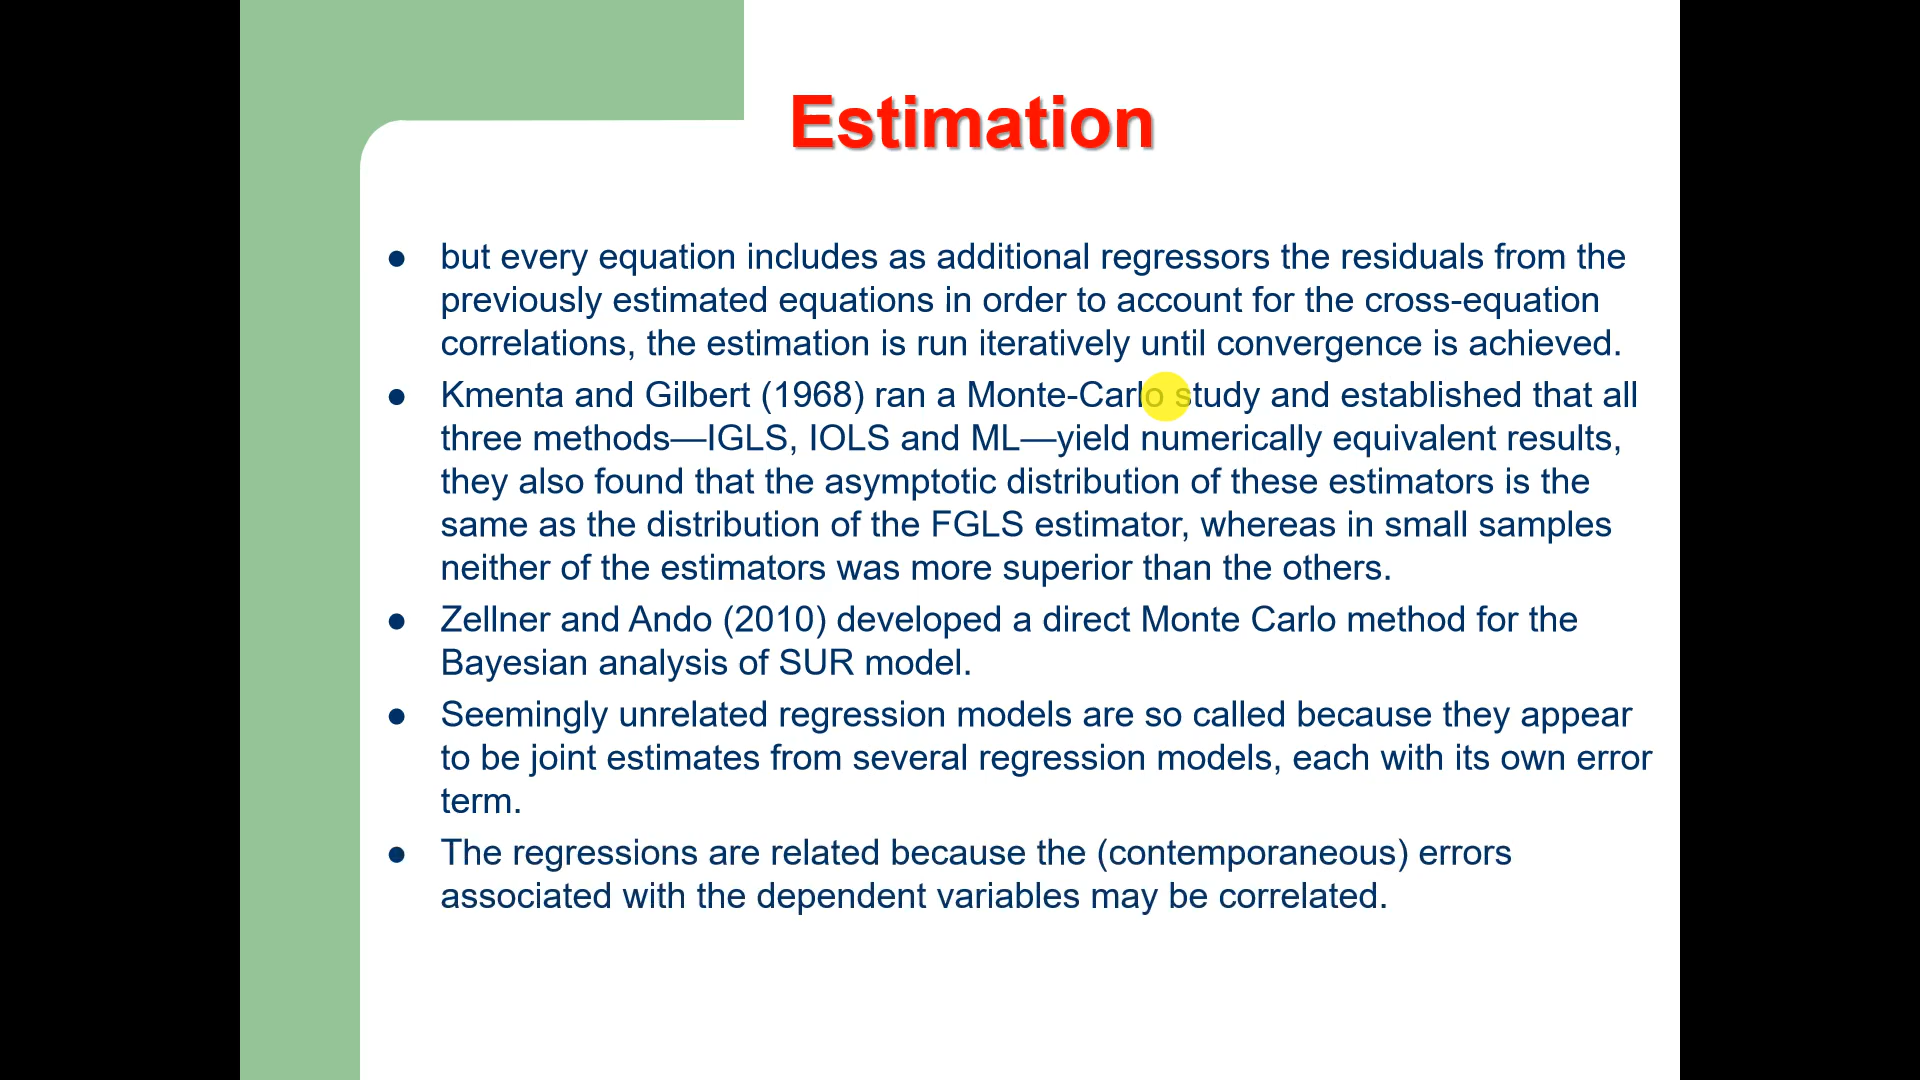 Estimation
● but every equation includes as additional regressors the residuals from the
previously estimated equations in order to account for the cross-equation
correlations, the estimation is run iteratively until convergence is achieved.
● Kmenta and Gilbert (1968) ran a Monte-Carlo study and established that all
three methods—IGLS, IOLS and ML—yield numerically equivalent results,
they also found that the asymptotic distribution of these estimators is the
same as the distribution of the FGLS estimator, whereas in small samples
neither of the estimators was more superior than the others.
● Zellner and Ando (2010) developed a direct Monte Carlo method for the
Bayesian analysis of SUR model.
● Seemingly unrelated regression models are so called because they appear
to be joint estimates from several regression models, each with its own error
term.
● The regressions are related because the (contemporaneous) errors
associated with the dependent variables may be correlated.